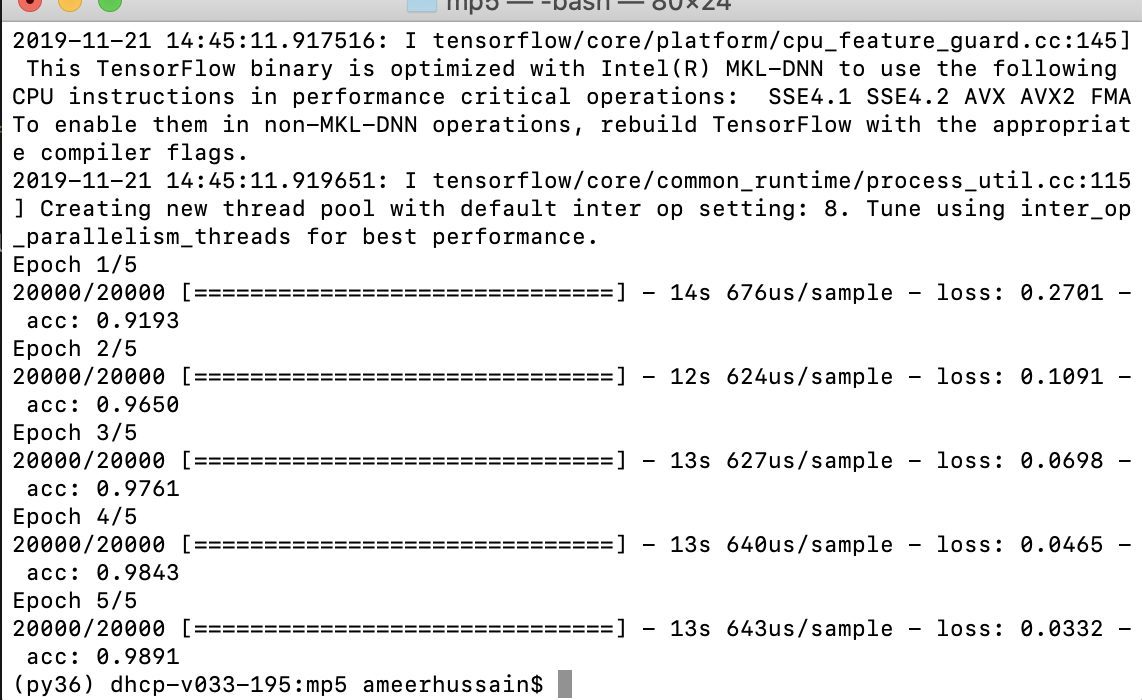 mp5 — -bash — 80×24
2019-11-21 14:45:11.917516: I tensorflow/core/platform/cpu_feature_guard.cc:145]
 This TensorFlow binary is optimized with Intel(R) MKL-DNN to use the following
CPU instructions in performance critical operations:  SSE4.1 SSE4.2 AVX AVX2 FMA
To enable them in non-MKL-DNN operations, rebuild TensorFlow with the appropriat
e compiler flags.
2019-11-21 14:45:11.919651: I tensorflow/core/common_runtime/process_util.cc:115
] Creating new thread pool with default inter op setting: 8. Tune using inter_op
_parallelism_threads for best performance.
Epoch 1/5
20000/20000 [==============================] - 14s 676us/sample - loss: 0.2701 -
 acc: 0.9193
Epoch 2/5
20000/20000 [==============================] - 12s 624us/sample - loss: 0.1091 -
 acc: 0.9650
Epoch 3/5
20000/20000 [==============================] - 13s 627us/sample - loss: 0.0698 -
 acc: 0.9761
Epoch 4/5
20000/20000 [==============================] - 13s 640us/sample - loss: 0.0465 -
 acc: 0.9843
Epoch 5/5
20000/20000 [==============================] - 13s 643us/sample - loss: 0.0332 -
 acc: 0.9891
(py36) dhcp-v033-195:mp5 ameerhussain$